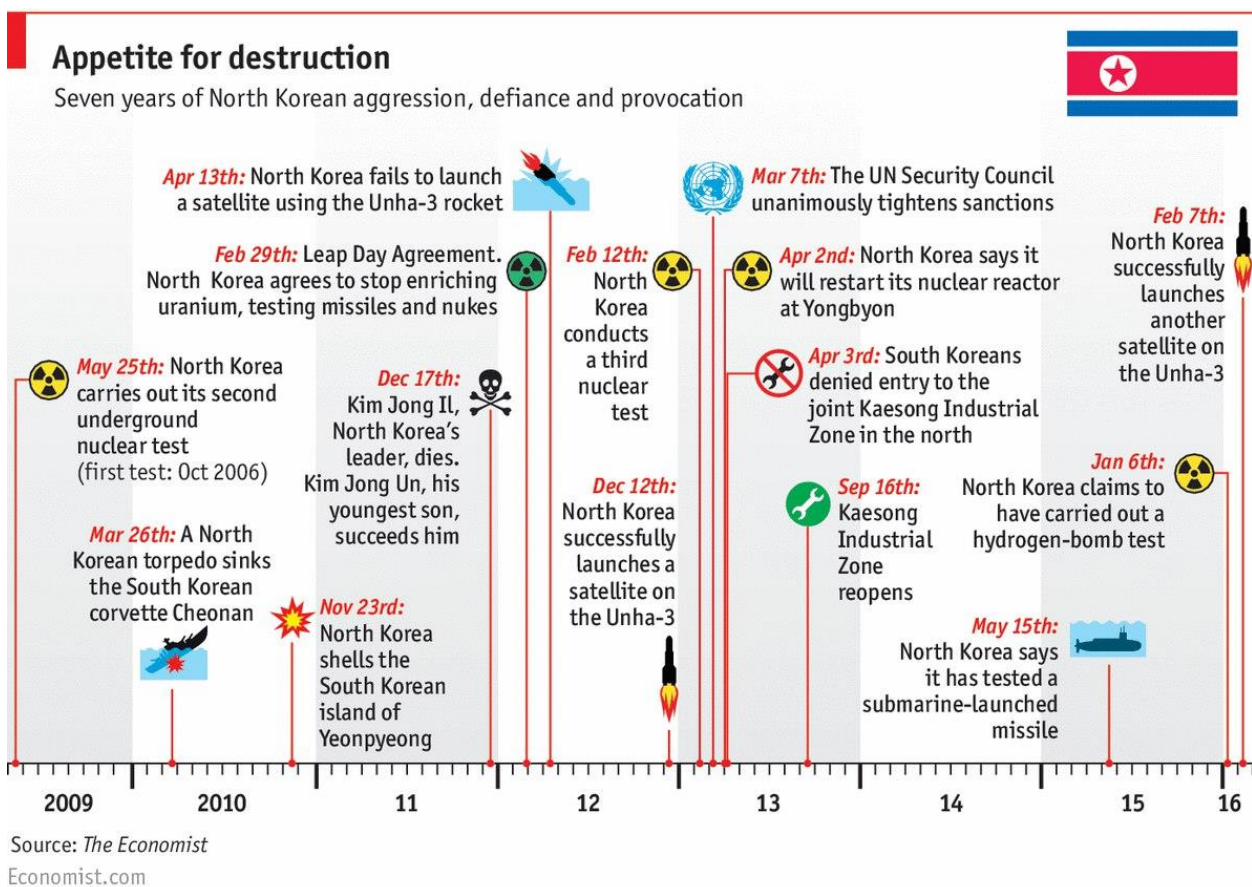 Appetite for destruction
Seven years of North Korean aggression, defiance and provocation
Apr 13th: North Korea fails to launch
a satellite using the Unha-3 rocket
Feb 29th: Leap Day Agreement.
North Korea agrees to stop enriching
uranium, testing missiles and nukes
May 25th: North Korea
carries out its second
underground
nuclear test
(first test: Oct 2006)
Mar 26th: A North
Korean torpedo sinks
the South Korean
corvette Cheonan
Nov 23rd:
North Korea
shells the
South Korean
island of
Yeonpyeong
Dec 17th:
Kim Jong Il,
North Korea's
leader, dies.
Kim Jong Un, his
youngest son,
succeeds him
Feb 12th:
North
Korea
conducts
a third
nuclear
test
Dec 12th:
North Korea
successfully
launches a
satellite on
the Unha-3
Mar 7th: The UN Security Council
unanimously tightens sanctions
Apr 2nd: North Korea says it
will restart its nuclear reactor
at Yongbyon
Apr 3rd: South Koreans
denied entry to the
joint Kaesong Industrial
Zone in the north
Sep 16th:
Kaesong
Industrial
Zone
reopens
Feb 7th:
North Korea
successfully
launches
another
satellite on
the Unha-3
Jan 6th:
North Korea claims to
have carried out a
hydrogen-bomb test
May 15th:
North Korea says
it has tested a
submarine-launched
missile
2009 2010 11 12 13 14 15 16
Source: The Economist
Economist.com